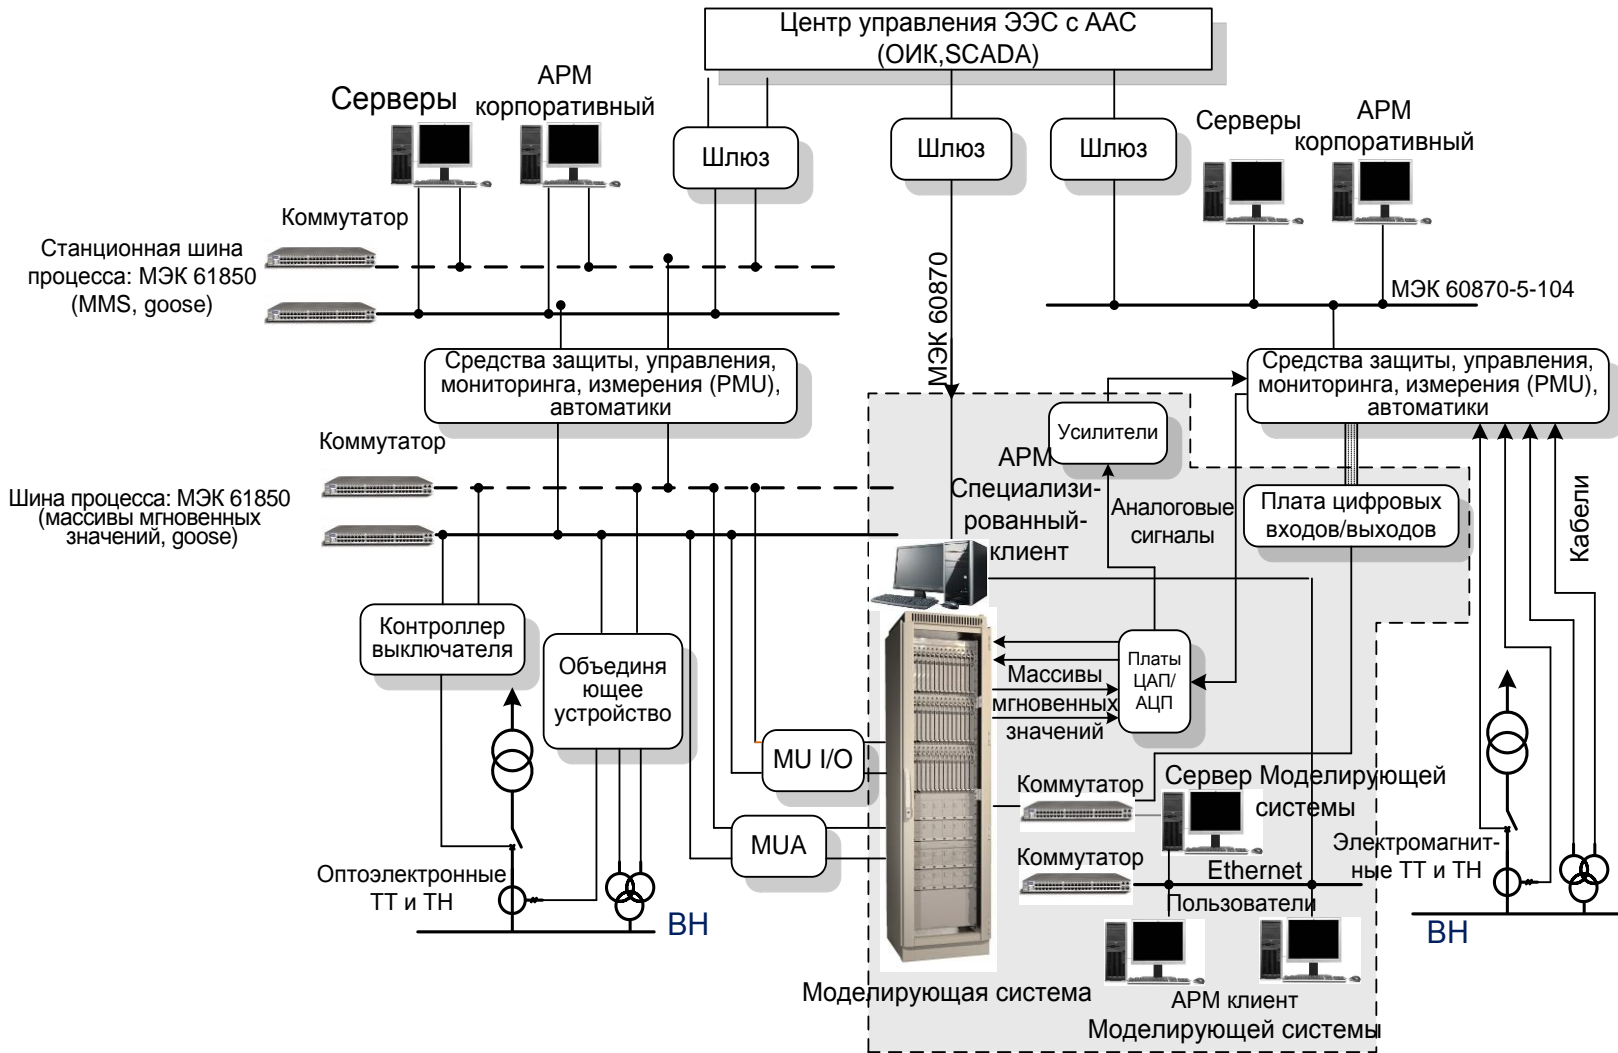 Центр управления ЭЭС с ААС
(ОИК,SCADA)
Серверы
АРМ
корпоративный
Шлюз
Шлюз
Шлюз
Серверы
АРМ
корпоративный
Коммутатор
Станционная шина
процесса: МЭК 61850
(MMS, goose)
МЭК 60870
МЭК 60870-5-104
Средства защиты, управления,
мониторинга, измерения (PMU),
автоматики
Средства защиты, управления,
мониторинга, измерения (PMU),
автоматики
Коммутатор
Шина процесса: МЭК 61850
(массивы мгновенных
значений, goose)
Усилители
АРМ
Специализи-
рованный-
клиент
Аналоговые
сигналы
Плата цифровых
входов/выходов
Кабели
Контроллер
выключателя
Объединя
ющее
устройство
Платы
ЦАП/
АЦП
Массивы
мгновенных
значений
MU I/O
MUA
Коммутатор
Сервер Моделирующей
системы
Коммутатор
Ethernet
Пользователи
Электромагнит-
ные ТТ и ТН
Оптоэлектронные
ТТ и ТН
ВН
ВН
Моделирующая система
АРМ клиент
Моделирующей системы